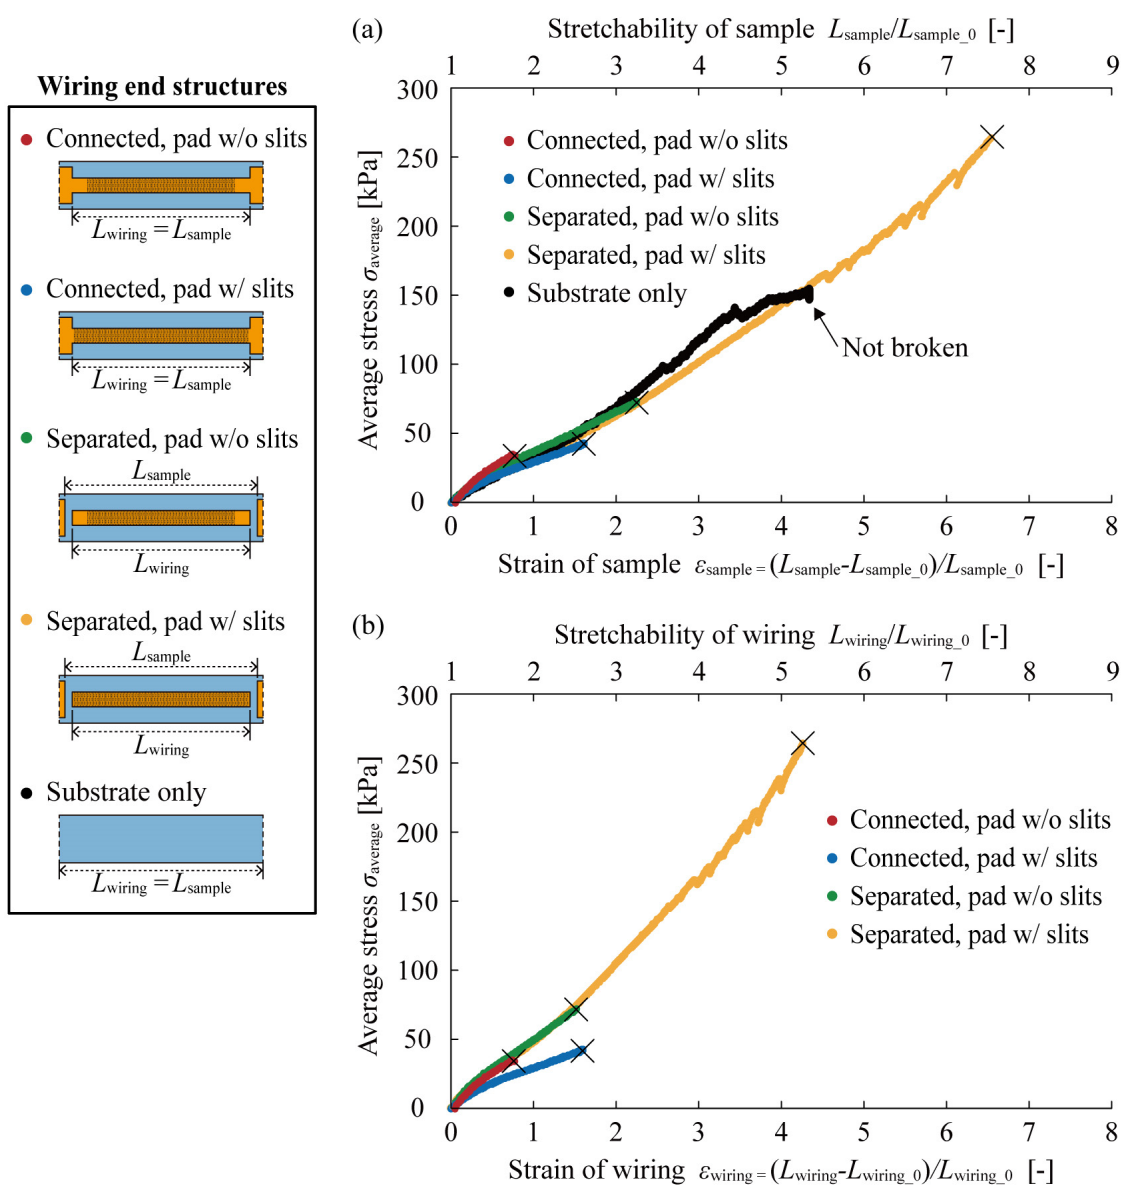 Wiring end structures
Connected, pad w/o slits
Lwiring = Lsample
Connected, pad w/ slits
Lwiring = Lsample
Separated, pad w/o slits
Lsample
Lwiring
Separated, pad w/ slits
Lsample
Lwiring
Substrate only
Lwiring = Lsample
(a)
Stretchability of sample Lsample/Lsample_0 [-]
1 2 3 4 5 6 7 8 9
300
250
200
150
100
50
0
Average stress σaverage [kPa]
Connected, pad w/o slits
Connected, pad w/ slits
Separated, pad w/o slits
Separated, pad w/ slits
Substrate only
Not broken
0 1 2 3 4 5 6 7 8
Strain of sample εsample = (Lsample-Lsample_0)/Lsample_0 [-]
(b)
Stretchability of wiring Lwiring/Lwiring_0 [-]
1 2 3 4 5 6 7 8 9
300
250
200
150
100
50
0
Average stress σaverage [kPa]
Connected, pad w/o slits
Connected, pad w/ slits
Separated, pad w/o slits
Separated, pad w/ slits
0 1 2 3 4 5 6 7 8
Strain of wiring εwiring = (Lwiring-Lwiring_0)/Lwiring_0 [-]